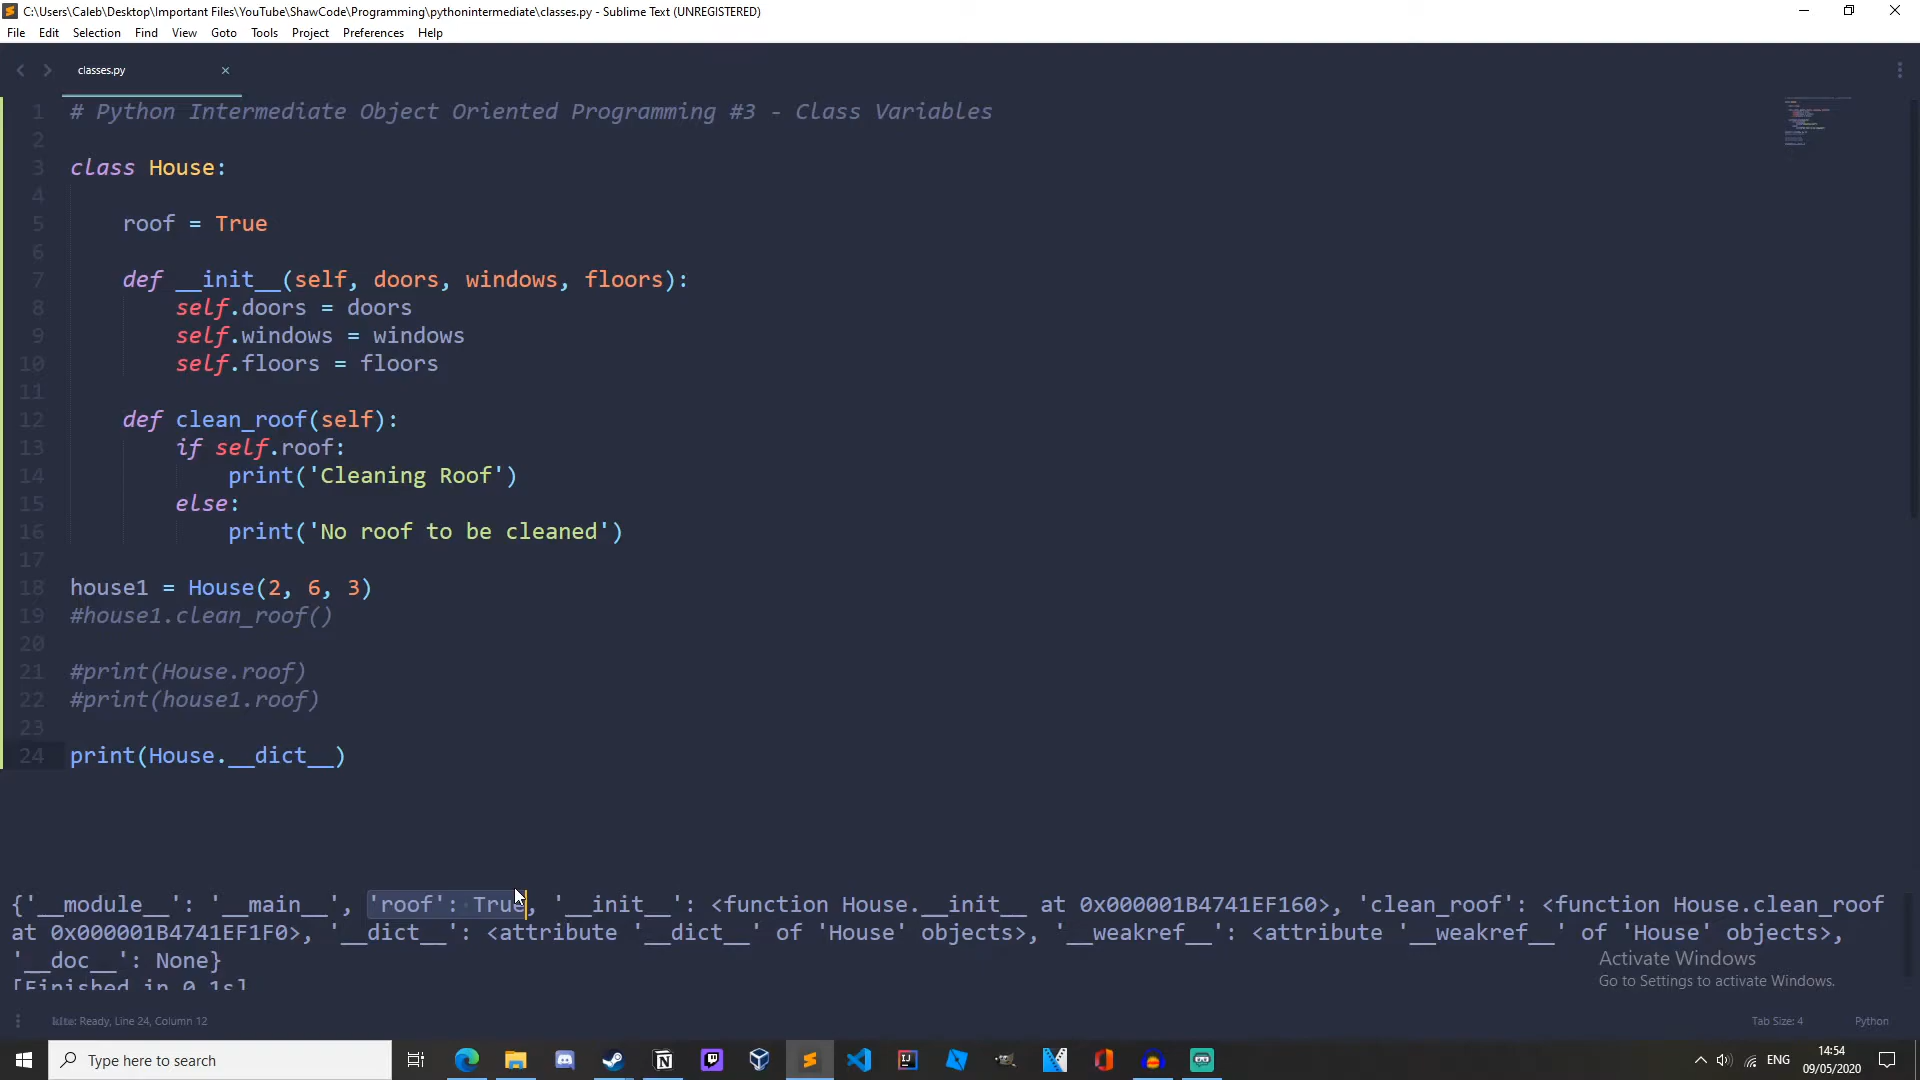 C:\Users\Caleb\Desktop\Important Files\YouTube\ShawCode\Programming\pythonintermediate\classes.py - Sublime Text (UNREGISTERED)
File Edit Selection Find View Goto Tools Project Preferences Help
classes.py
1 # Python Intermediate Object Oriented Programming #3 - Class Variables
2
3 class House:
4
5 roof = True
6
7 def __init__(self, doors, windows, floors):
8 self.doors = doors
9 self.windows = windows
10 self.floors = floors
11
12 def clean_roof(self):
13 if self.roof:
14 print('Cleaning Roof')
15 else:
16 print('No roof to be cleaned')
17
18 house1 = House(2, 6, 3)
19 #house1.clean_roof()
20
21 #print(House.roof)
22 #print(house1.roof)
23
24 print(House.__dict__)
{'__module__': '__main__', 'roof': True, '__init__': <function House.__init__ at 0x000001B4741EF160>, 'clean_roof': <function House.clean_roof
at 0x000001B4741EF1F0>, '__dict__': <attribute '__dict__' of 'House' objects>, '__weakref__': <attribute '__weakref__' of 'House' objects>,
'__doc__': None}
[Finished in 0.1s]
Activate Windows
Go to Settings to activate Windows.
Ready, Line 24, Column 12
Tab Size: 4 Python
Type here to search
ENG
14:54
09/05/2020